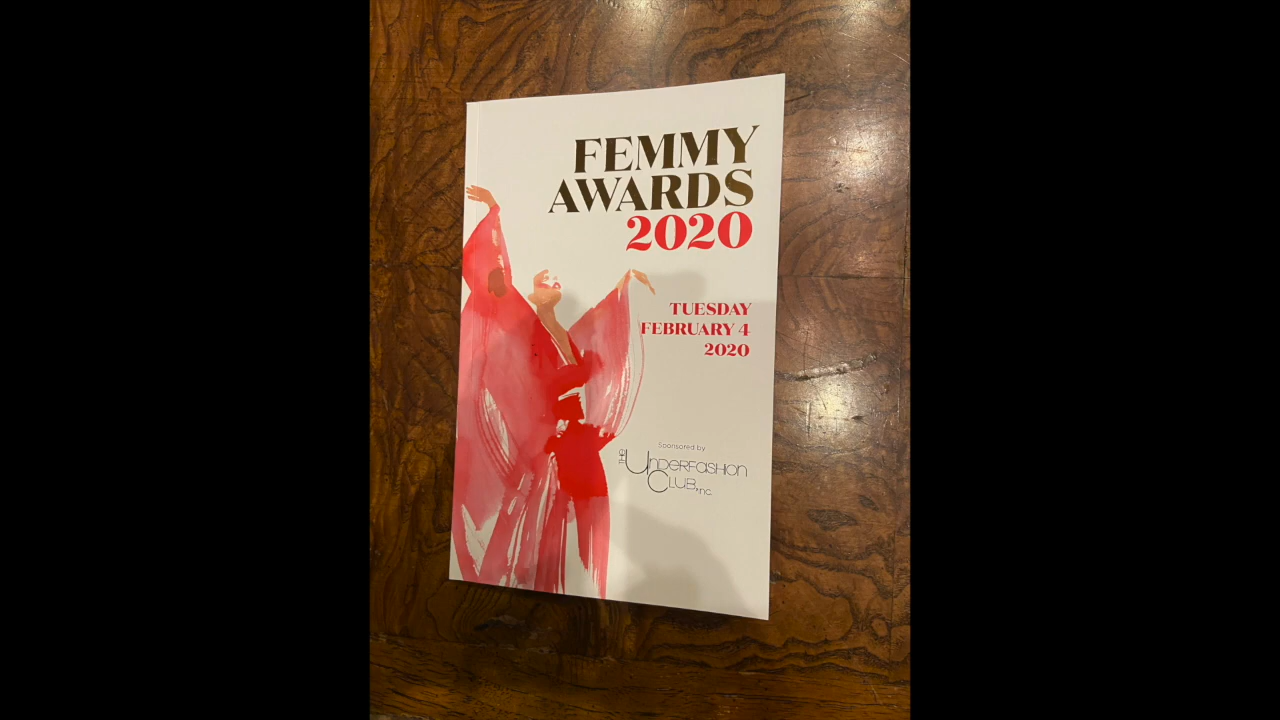 FEMMY
AWARDS
2020
TUESDAY
FEBRUARY 4
2020
Sponsored by
THE UNDERFASHION
CLUB, INC.